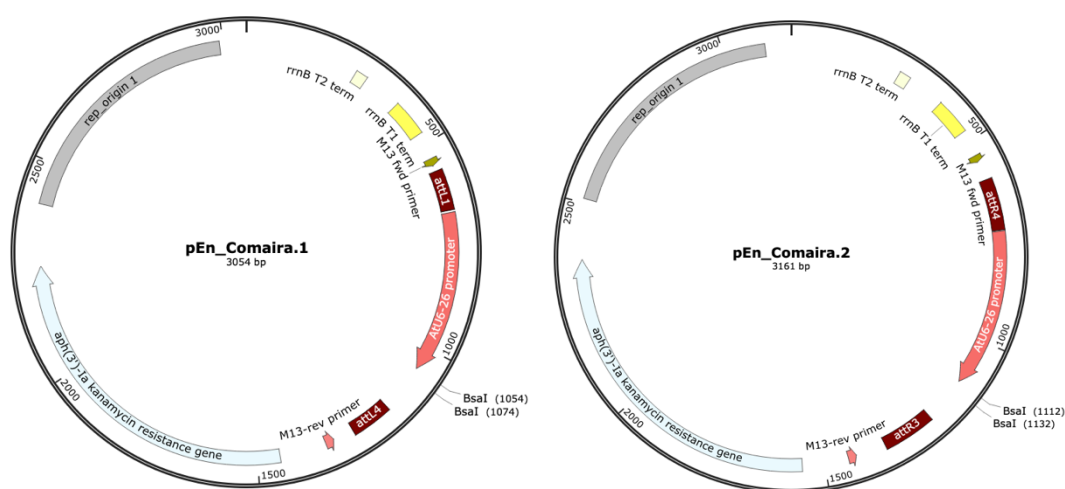 3000
rrnB T2 term
rep_origin 1
rrnB T1 term
500
M13 fwd primer
attL1
2500
pEn_Comaira.1
3054 bp
AtU6-26 promoter
1000
BsaI (1054)
BsaI (1074)
attL4
M13-rev primer
aph(3')-Ia kanamycin resistance gene
2000
1500
3000
rrnB T2 term
rep_origin 1
rrnB T1 term
500
M13 fwd primer
attR4
2500
pEn_Comaira.2
3161 bp
AtU6-26 promoter
1000
BsaI (1112)
BsaI (1132)
attR3
M13-rev primer
aph(3')-Ia kanamycin resistance gene
2000
1500